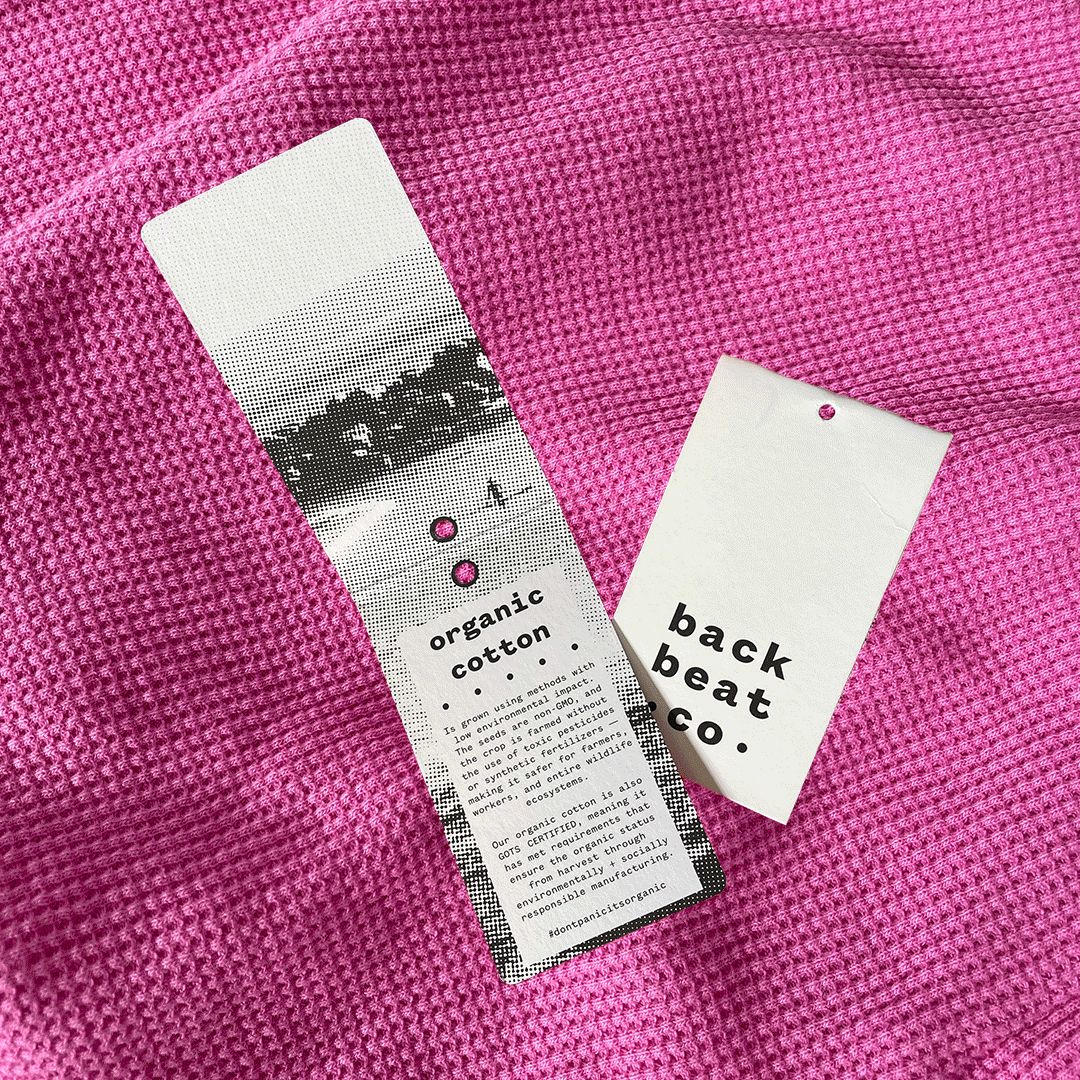 organic
cotton
Is grown using methods with
low environmental impact.
The seeds are non-GMO, and
the crop is farmed without
the use of toxic pesticides
or synthetic fertilizers —
making it safer for farmers,
workers, and entire wildlife
ecosystems.
Our organic cotton is also
GOTS CERTIFIED, meaning it
has met requirements that
ensure the organic status
from harvest through
environmentally + socially
responsible manufacturing.
#dontpanicitsorganic
back
beat
•co•